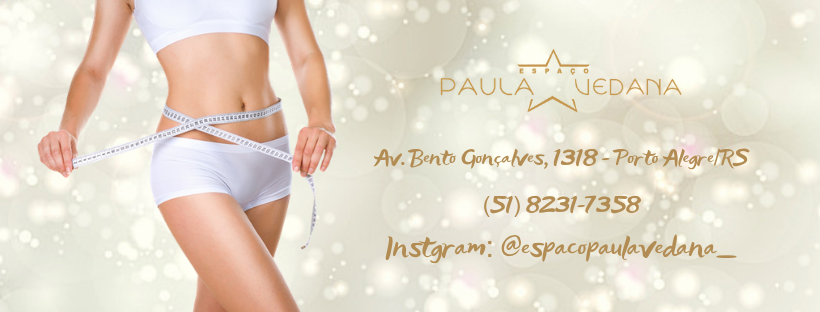 ESPAÇO
PAULA VEDANA
Av. Bento Gonçalves, 1318 - Porto Alegre/RS
(51) 8231-7358
Instgram: @espacopaulavedana_